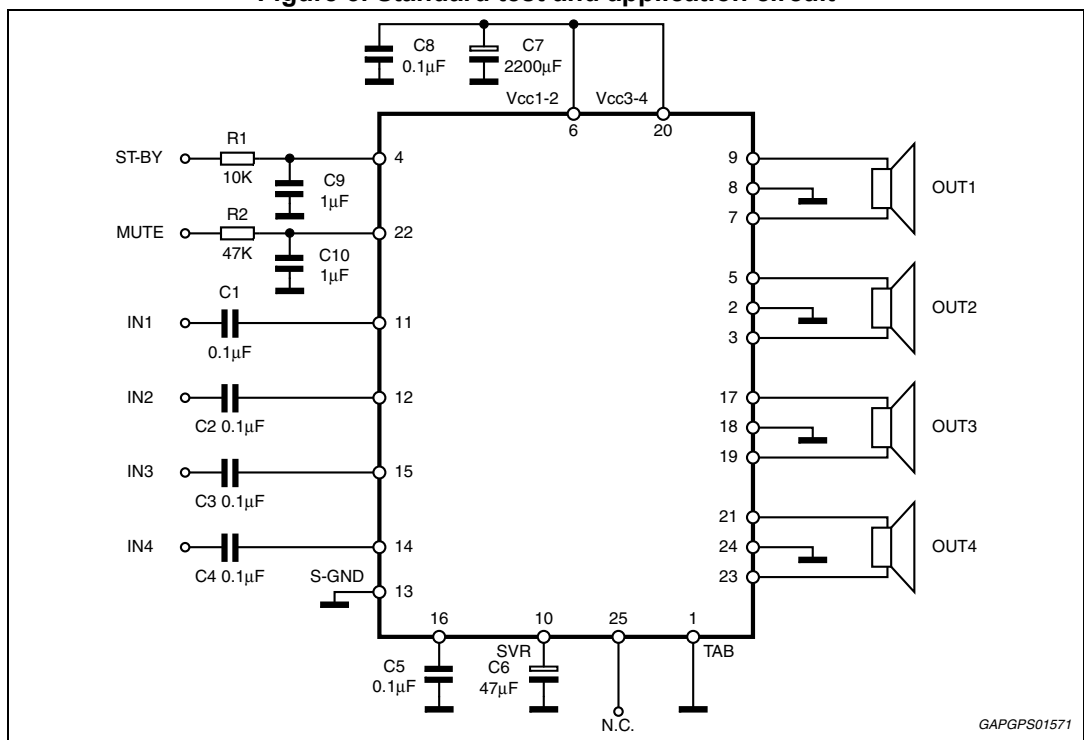 Figure 6. Standard test and application circuit
C8
0.1μF
C7
2200μF
Vcc1-2
Vcc3-4
6
20
ST-BY
R1
10K
C9
1μF
4
MUTE
R2
47K
C10
1μF
22
IN1
C1
0.1μF
11
IN2
C2 0.1μF
12
IN3
C3 0.1μF
15
IN4
C4 0.1μF
14
S-GND
13
9
8
7
OUT1
5
2
3
OUT2
17
18
19
OUT3
21
24
23
OUT4
16
10
25
1
SVR
TAB
C5
0.1μF
C6
47μF
N.C.
GAPGPS01571